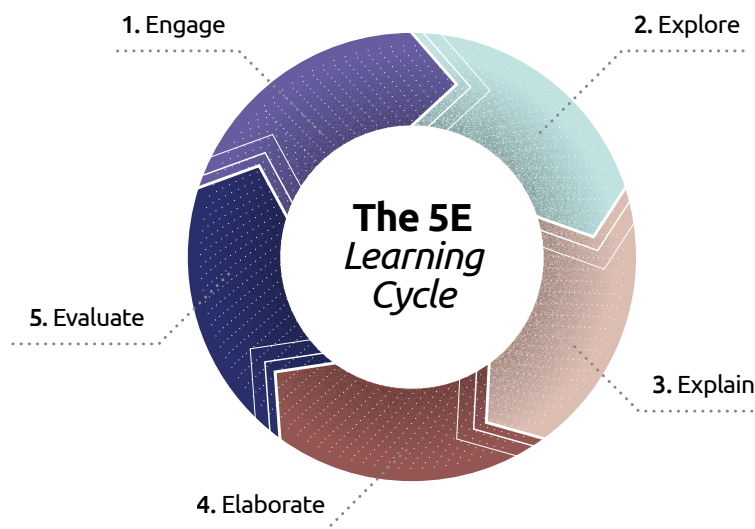 1. Engage
2. Explore
The 5E
Learning
Cycle
5. Evaluate
3. Explain
4. Elaborate